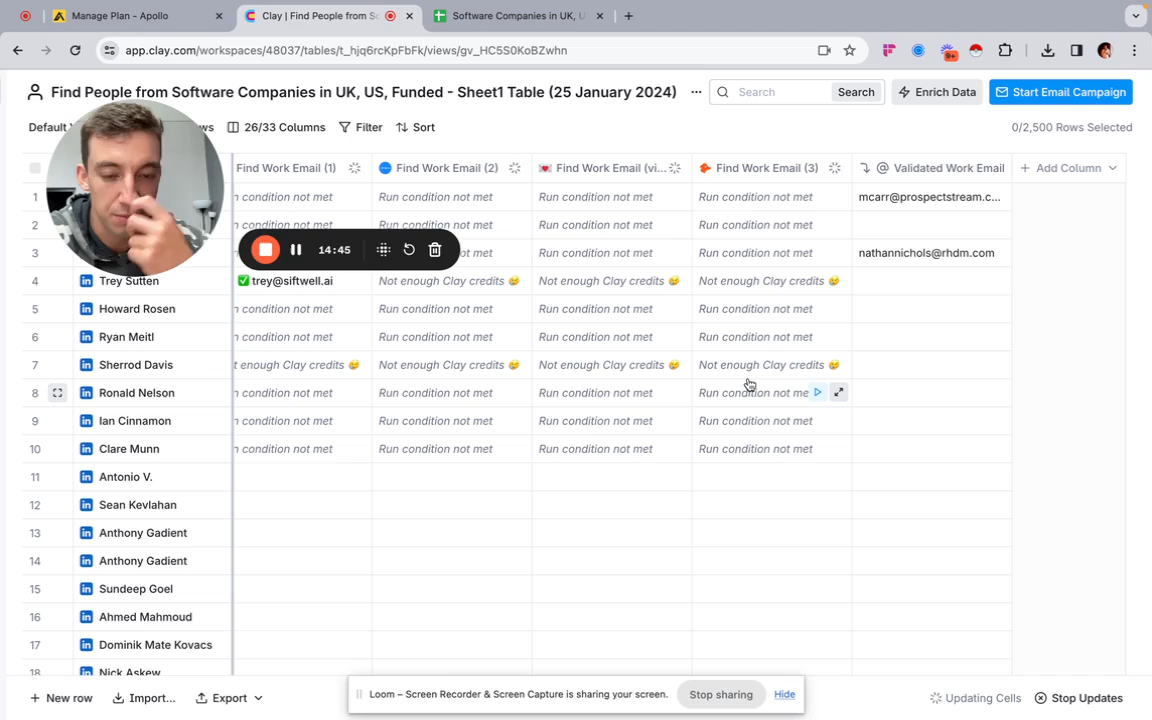 Manage Plan - Apollo
Clay | Find People from S
Software Companies in UK, U
app.clay.com/workspaces/48037/tables/t_hjq6rcKpFbFk/views/gv_HC5S0KoBZwhn
Find People from Software Companies in UK, US, Funded - Sheet1 Table (25 January 2024)
Search
Search
Enrich Data
Start Email Campaign
26/33 Columns
Filter
Sort
0/2,500 Rows Selected
Find Work Email (1)
Find Work Email (2)
Find Work Email (vi...
Find Work Email (3)
Validated Work Email
Add Column
1
n condition not met
Run condition not met
Run condition not met
Run condition not met
mcarr@prospectstream.c...
2
n condition not met
Run condition not met
Run condition not met
Run condition not met
3
14:45
not met
Run condition not met
Run condition not met
nathannichols@rhdm.com
4
Trey Sutten
trey@siftwell.ai
Not enough Clay credits 😅
Not enough Clay credits 😅
Not enough Clay credits 😅
5
Howard Rosen
n condition not met
Run condition not met
Run condition not met
Run condition not met
6
Ryan Meitl
n condition not met
Run condition not met
Run condition not met
Run condition not met
7
Sherrod Davis
t enough Clay credits 😅
Not enough Clay credits 😅
Not enough Clay credits 😅
Not enough Clay credits 😅
8
Ronald Nelson
n condition not met
Run condition not met
Run condition not met
Run condition me
9
Ian Cinnamon
n condition not met
Run condition not met
Run condition not met
Run condition not met
10
Clare Munn
n condition not met
Run condition not met
Run condition not met
Run condition not met
11
Antonio V.
12
Sean Kevlahan
13
Anthony Gadient
14
Anthony Gadient
15
Sundeep Goel
16
Ahmed Mahmoud
17
Dominik Mate Kovacs
18
Nick Askew
New row
Import...
Export
Loom – Screen Recorder & Screen Capture is sharing your screen.
Stop sharing
Hide
Updating Cells
Stop Updates